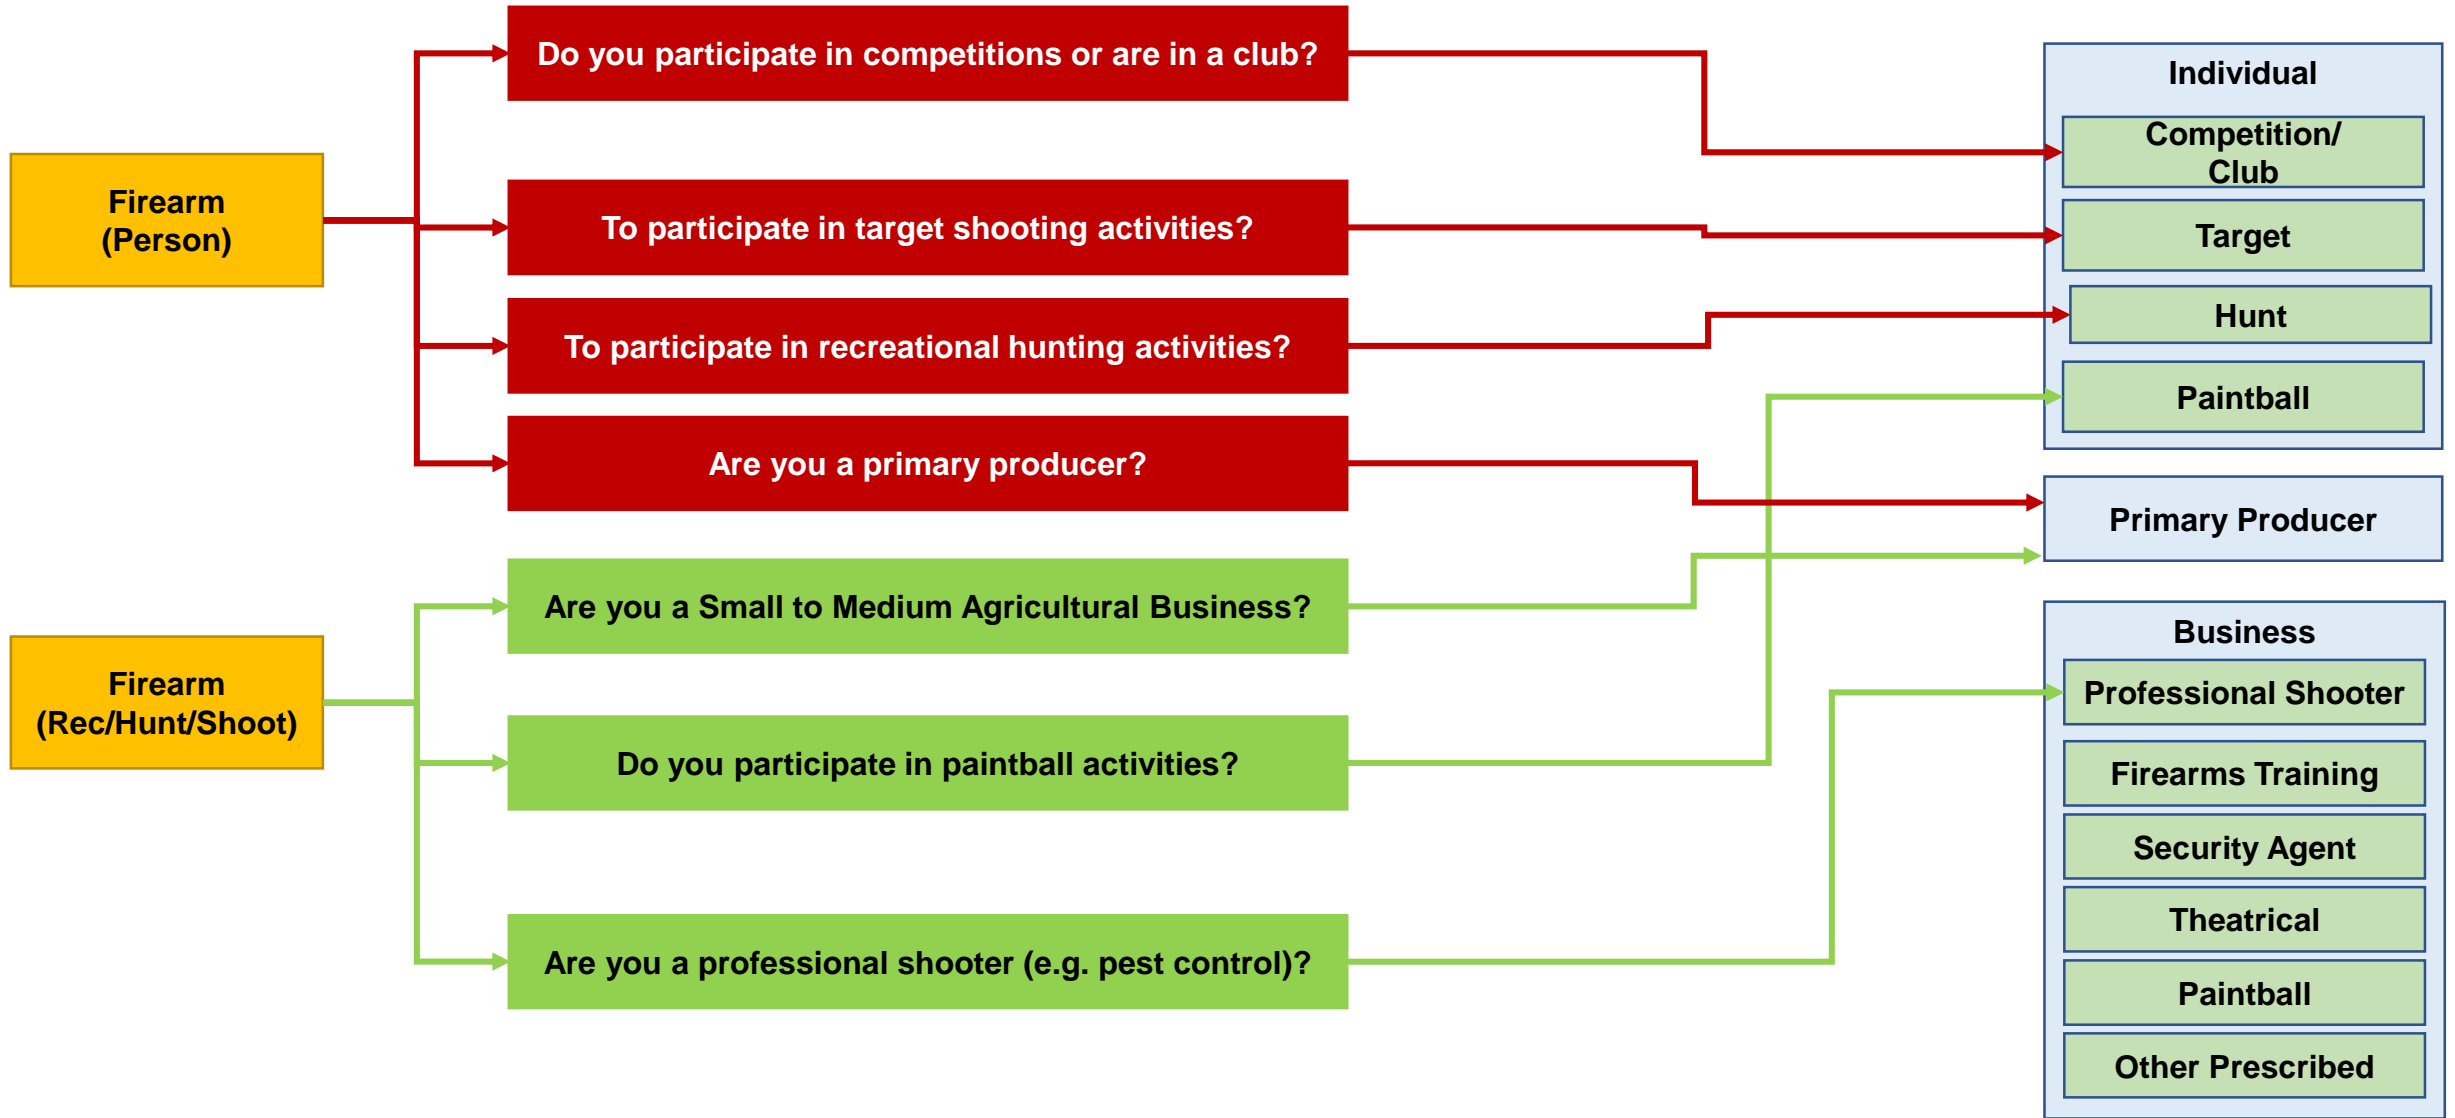 Firearm
(Person)
Firearm
(Rec/Hunt/Shoot)
Do you participate in competitions or are in a club?
To participate in target shooting activities?
To participate in recreational hunting activities?
Are you a primary producer?
Are you a Small to Medium Agricultural Business?
Do you participate in paintball activities?
Are you a professional shooter (e.g. pest control)?
Individual
Competition/
Club
Target
Hunt
Paintball
Primary Producer
Business
Professional Shooter
Firearms Training
Security Agent
Theatrical
Paintball
Other Prescribed